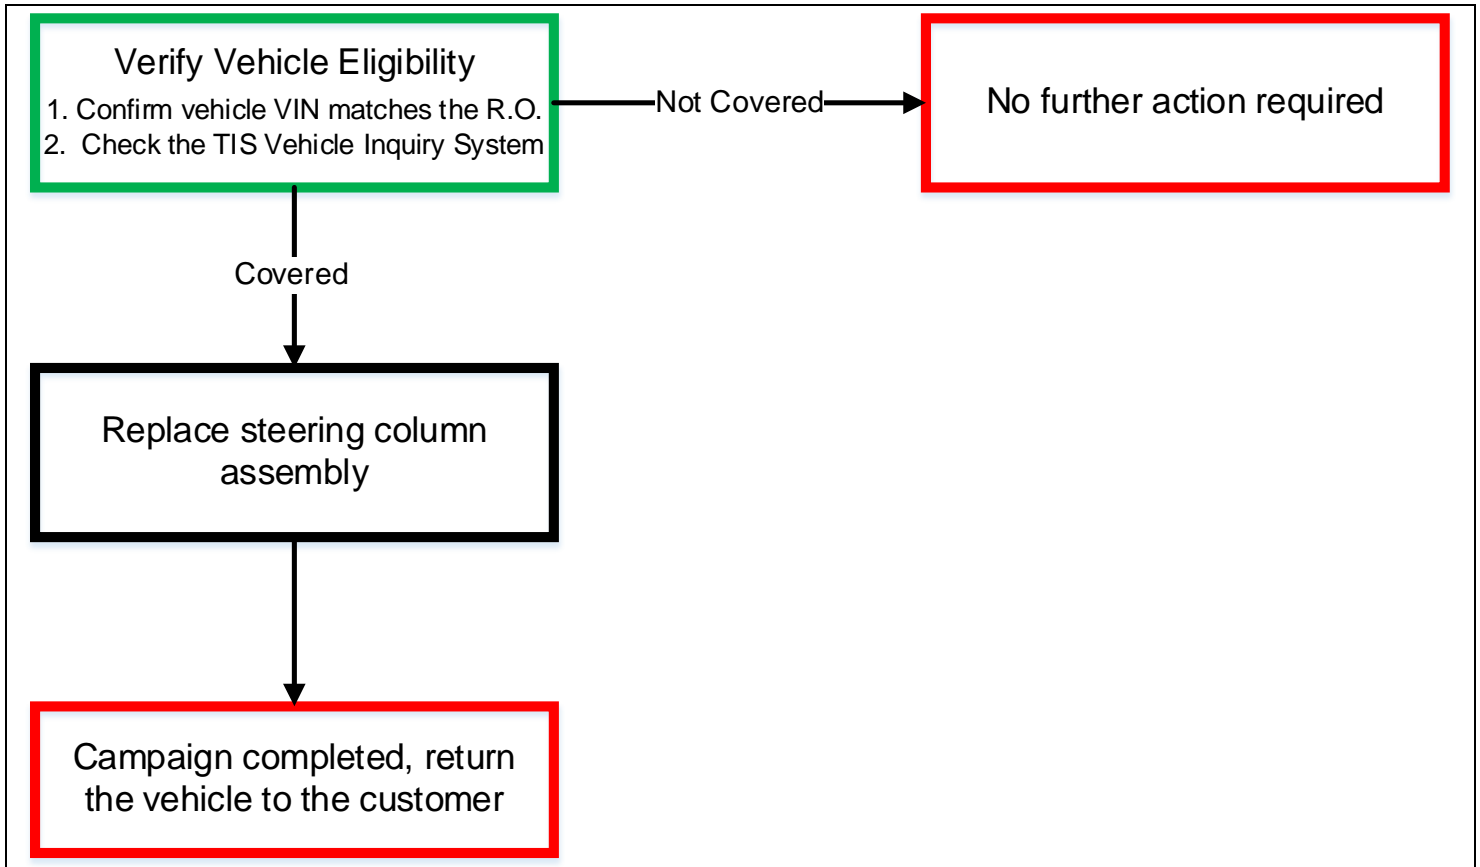 Verify Vehicle Eligibility
1. Confirm vehicle VIN matches the R.O.
2. Check the TIS Vehicle Inquiry System
Not Covered
No further action required
Covered
Replace steering column
assembly
Campaign completed, return
the vehicle to the customer